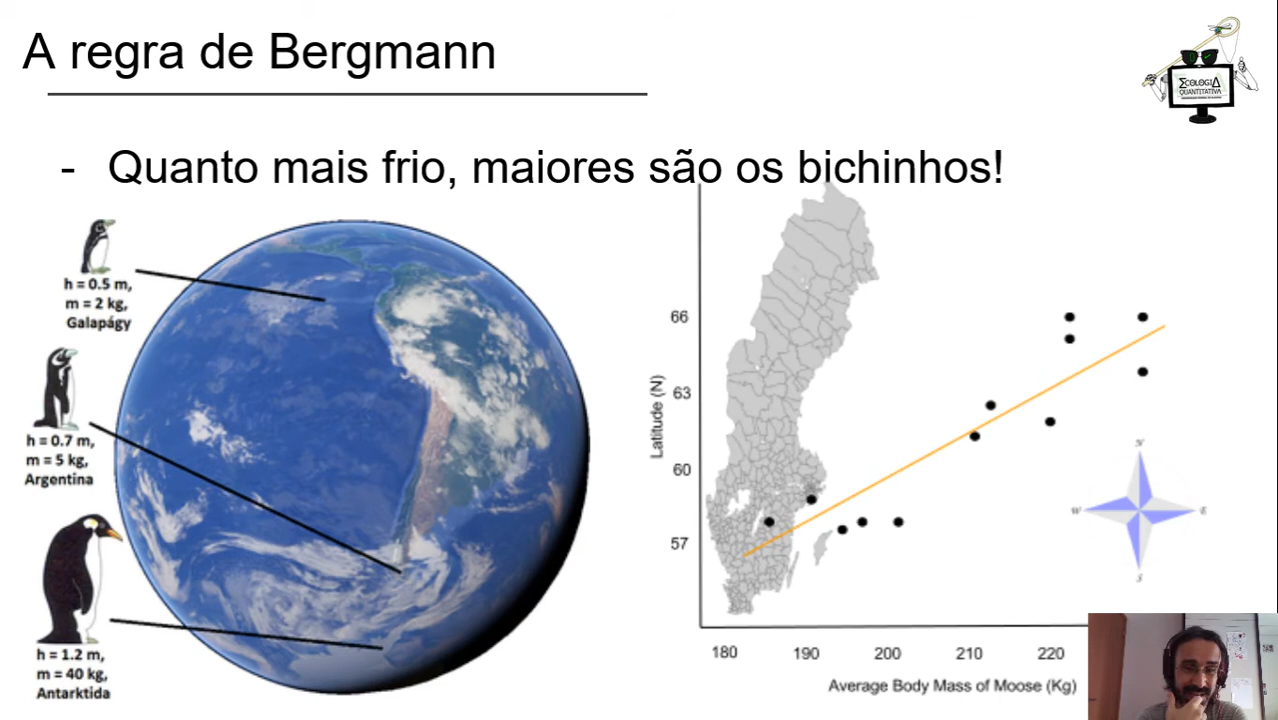 A regra de Bergmann
ΣCOLOGIΔ
QUANTITATIVA
- Quanto mais frio, maiores são os bichinhos!
h = 0.5 m,
m = 2 kg,
Galapágy
h = 0.7 m,
m = 5 kg,
Argentina
h = 1.2 m,
m = 40 kg,
Antarktida
Latitude (N)
66
63
60
57
N
W
E
S
180 190 200 210 220
Average Body Mass of Moose (Kg)